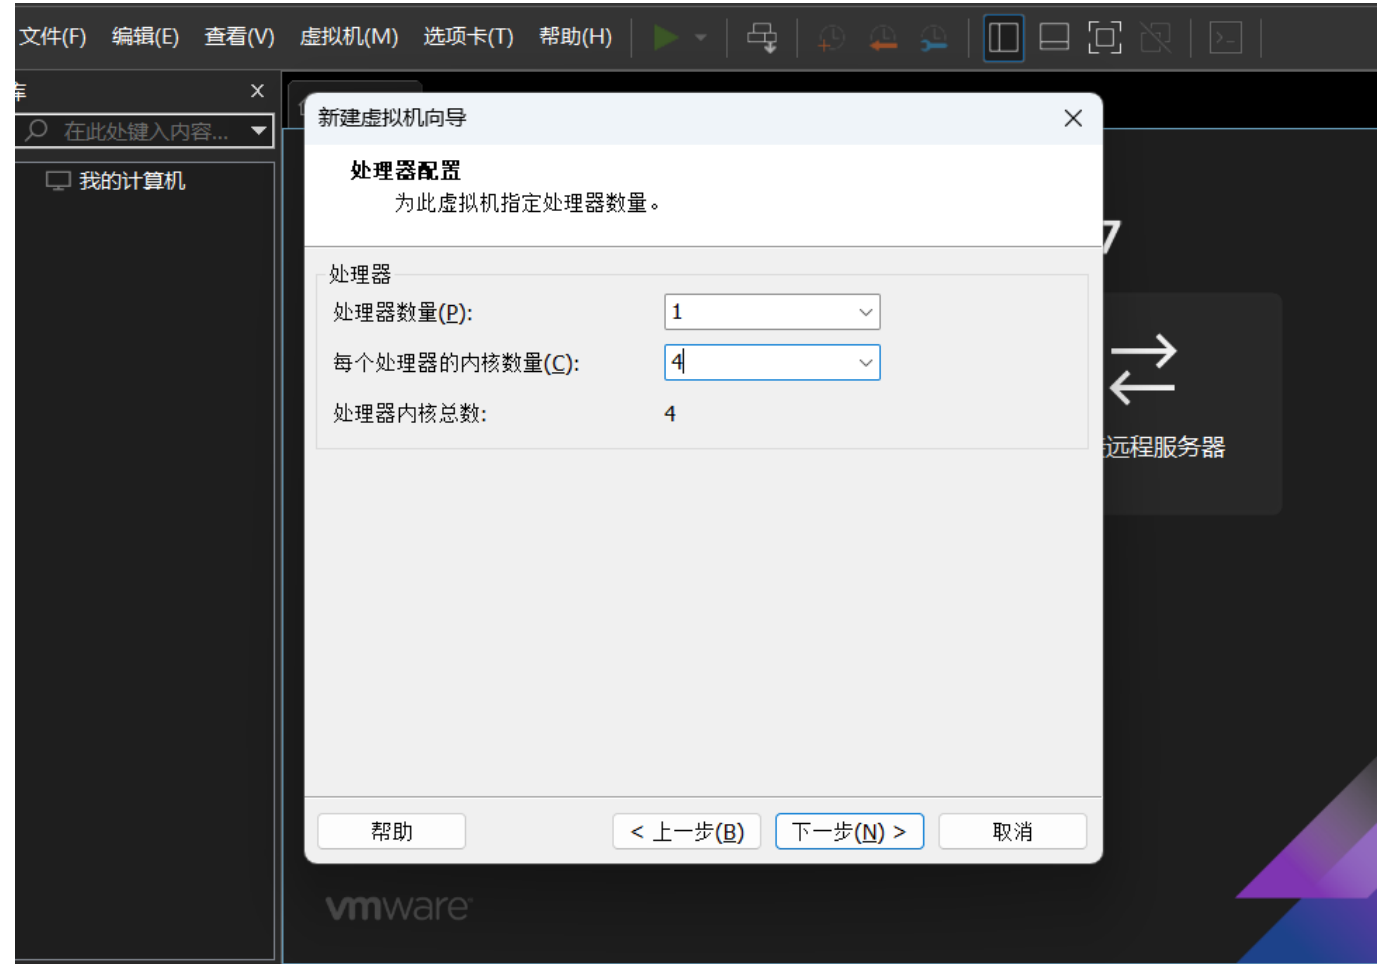 文件(F) 编辑(E) 查看(V) 虚拟机(M) 选项卡(T) 帮助(H)
库
在此处键入内容...
我的计算机
新建虚拟机向导
处理器配置
为此虚拟机指定处理器数量。
7
处理器
处理器数量(P): 1
每个处理器的内核数量(C): 4
处理器内核总数: 4
远程服务器
帮助 < 上一步(B) 下一步(N) > 取消
vmware